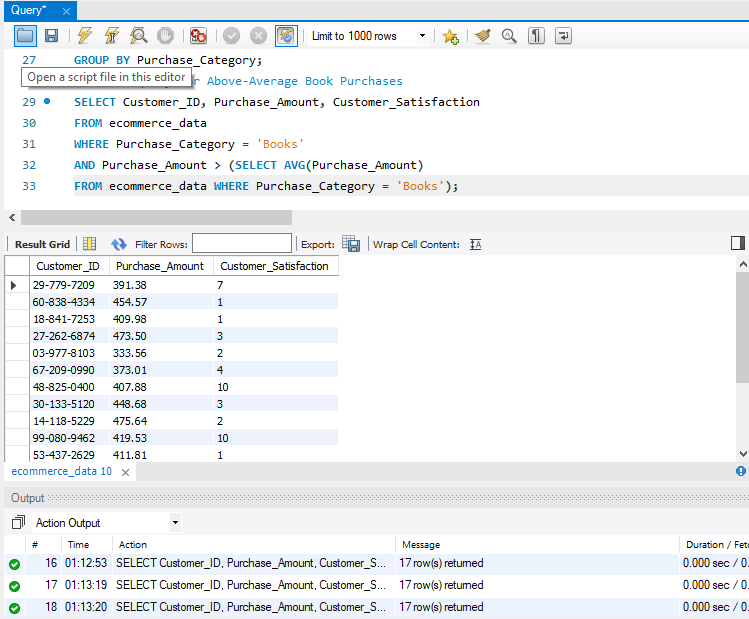 Query*
Limit to 1000 rows
27 GROUP BY Purchase_Category;
Open a script file in this editor
Above-Average Book Purchases
29 SELECT Customer_ID, Purchase_Amount, Customer_Satisfaction
30 FROM ecommerce_data
31 WHERE Purchase_Category = 'Books'
32 AND Purchase_Amount > (SELECT AVG(Purchase_Amount)
33 FROM ecommerce_data WHERE Purchase_Category = 'Books');
Result Grid Filter Rows: Export: Wrap Cell Content:
Customer_ID Purchase_Amount Customer_Satisfaction
29-779-7209 391.38 7
60-838-4334 454.57 1
18-841-7253 409.98 1
27-262-6874 473.50 3
03-977-8103 333.56 2
67-209-0990 373.01 4
48-825-0400 407.88 10
30-133-5120 448.68 3
14-118-5229 475.64 2
99-080-9462 419.53 10
53-437-2629 411.81 1
ecommerce_data 10
Output
Action Output
# Time Action Message Duration / Fetc
16 01:12:53 SELECT Customer_ID, Purchase_Amount, Customer_S... 17 row(s) returned 0.000 sec / 0.
17 01:13:19 SELECT Customer_ID, Purchase_Amount, Customer_S... 17 row(s) returned 0.000 sec / 0.
18 01:13:20 SELECT Customer_ID, Purchase_Amount, Customer_S... 17 row(s) returned 0.000 sec / 0.